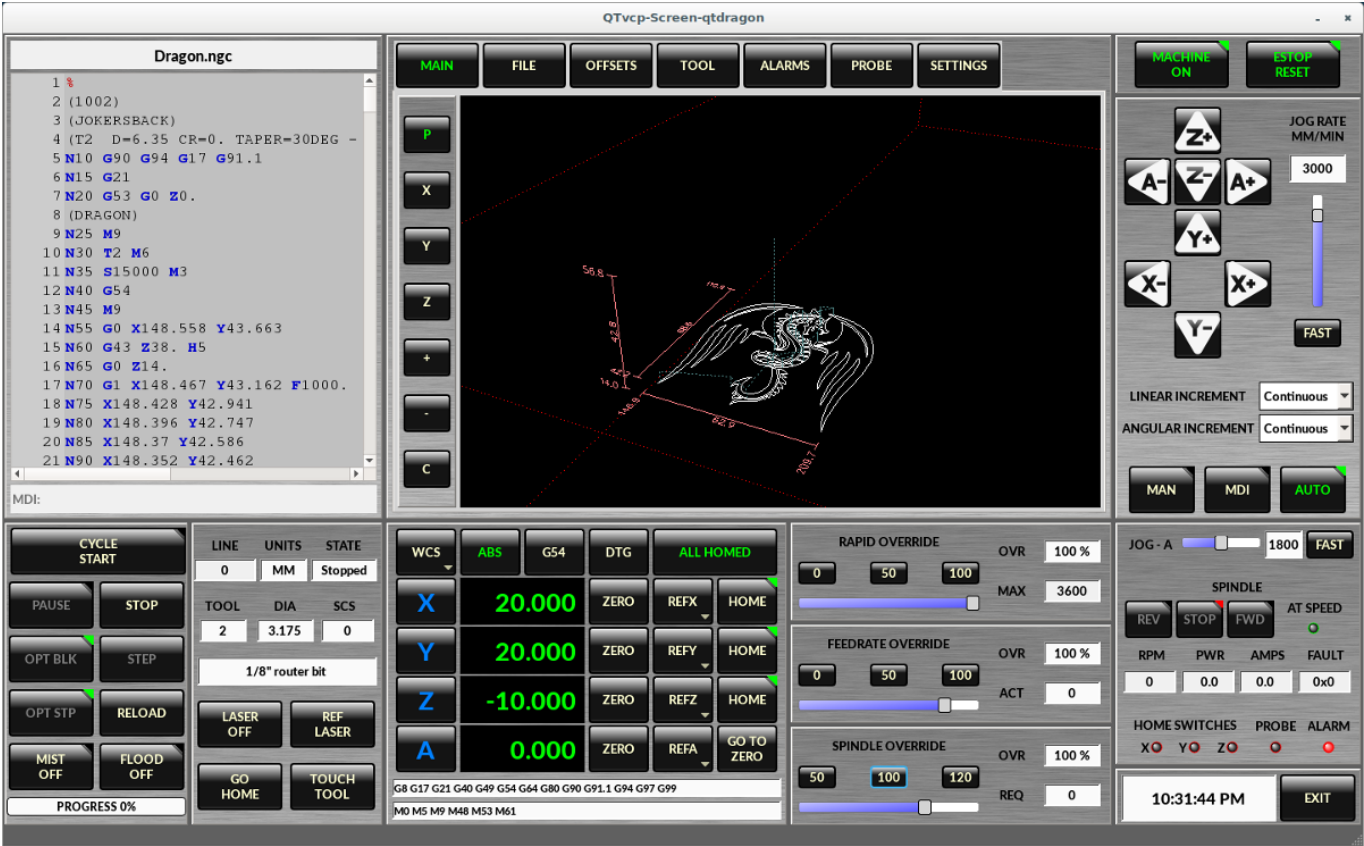 QTvcp-Screen-qtdragon
Dragon.ngc
1 %
2 (1002)
3 (JOKERSBACK)
4 (T2 D=6.35 CR=0. TAPER=30DEG -
5 N10 G90 G94 G17 G91.1
6 N15 G21
7 N20 G53 G0 Z0.
8 (DRAGON)
9 N25 M9
10 N30 T2 M6
11 N35 S15000 M3
12 N40 G54
13 N45 M9
14 N55 G0 X148.558 Y43.663
15 N60 G43 Z38. H5
16 N65 G0 Z14.
17 N70 G1 X148.467 Y43.162 F1000.
18 N75 X148.428 Y42.941
19 N80 X148.396 Y42.747
20 N85 X148.37 Y42.586
21 N90 X148.352 Y42.462
MDI:
MAIN FILE OFFSETS TOOL ALARMS PROBE SETTINGS
P
X
Y
Z
+
-
C
56.8
42.8
14.0
146.9
62.9
209.7
MACHINE ON
ESTOP RESET
JOG RATE
MM/MIN
3000
Z+
A- Z- A+
Y+
X- X+
Y-
FAST
LINEAR INCREMENT Continuous
ANGULAR INCREMENT Continuous
MAN MDI AUTO
CYCLE START
PAUSE STOP
OPT BLK STEP
OPT STP RELOAD
MIST OFF FLOOD OFF
PROGRESS 0%
LINE UNITS STATE
0 MM Stopped
TOOL DIA SCS
2 3.175 0
1/8" router bit
LASER OFF REF LASER
GO HOME TOUCH TOOL
WCS ABS G54 DTG ALL HOMED
X 20.000 ZERO REFX HOME
Y 20.000 ZERO REFY HOME
Z -10.000 ZERO REFZ HOME
A 0.000 ZERO REFA GO TO ZERO
G8 G17 G21 G40 G49 G54 G64 G80 G90 G91.1 G94 G97 G99
M0 M5 M9 M48 M53 M61
RAPID OVERRIDE
OVR 100 %
0 50 100
MAX 3600
FEEDRATE OVERRIDE
OVR 100 %
0 50 100
ACT 0
SPINDLE OVERRIDE
OVR 100 %
50 100 120
REQ 0
JOG - A 1800 FAST
SPINDLE
REV STOP FWD AT SPEED
RPM PWR AMPS FAULT
0 0.0 0.0 0x0
HOME SWITCHES PROBE ALARM
X Y Z
10:31:44 PM EXIT